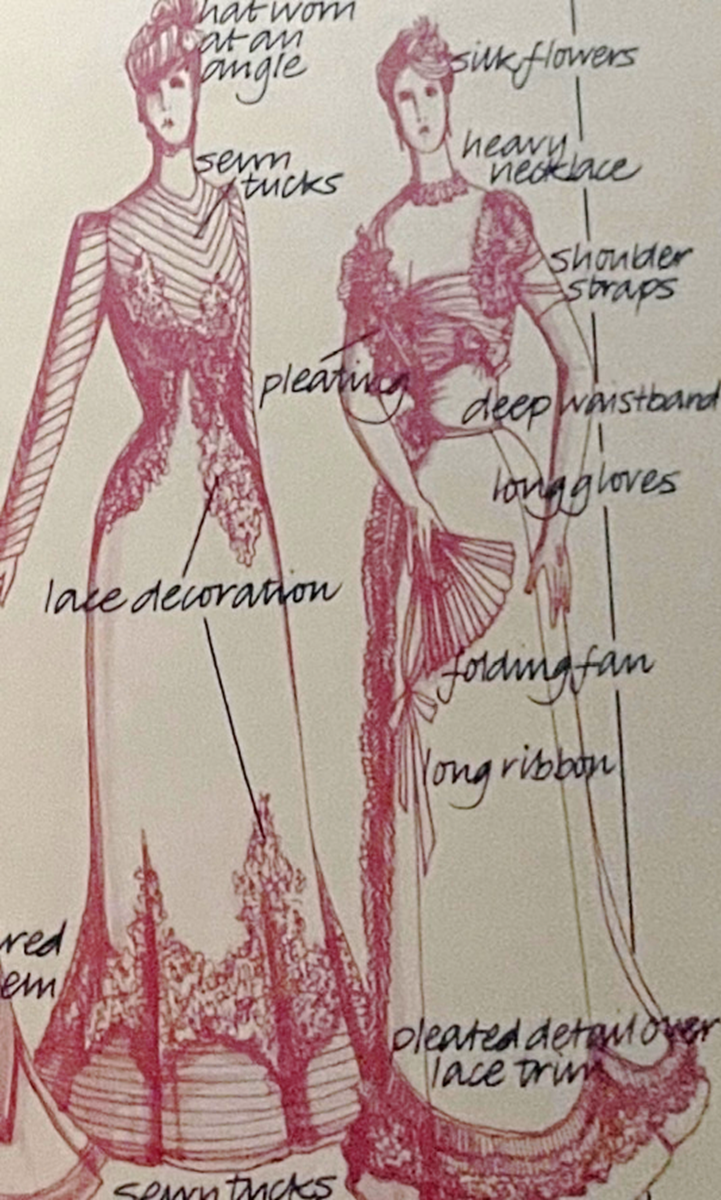 hat worn
at an
angle
silk flowers
sewn
tucks
heavy
necklace
shoulder
straps
pleating
deep waistband
long gloves
lace decoration
folding fan
long ribbon
red
em
pleated detail over
lace trim
sewn tucks